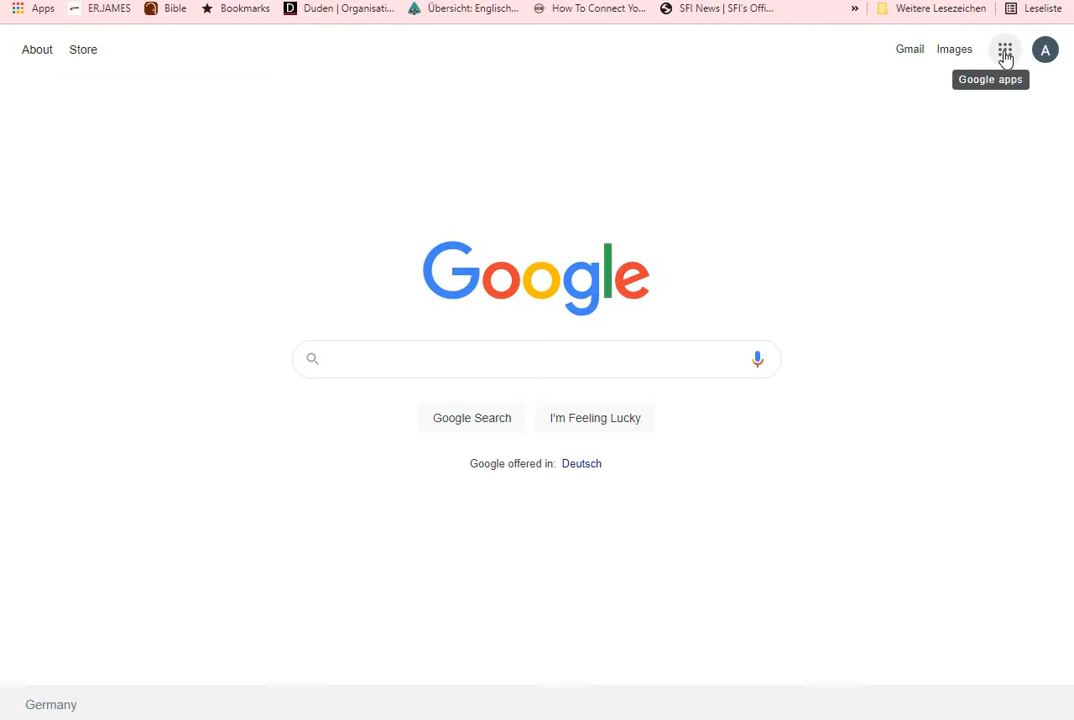 Apps ERJAMES Bible Bookmarks Duden | Organisati... Übersicht: Englisch... How To Connect Yo... SFI News | SFI's Offi... » Weitere Lesezeichen Leseliste
About Store Gmail Images A
Google apps
Google
Google Search I'm Feeling Lucky
Google offered in: Deutsch
Germany